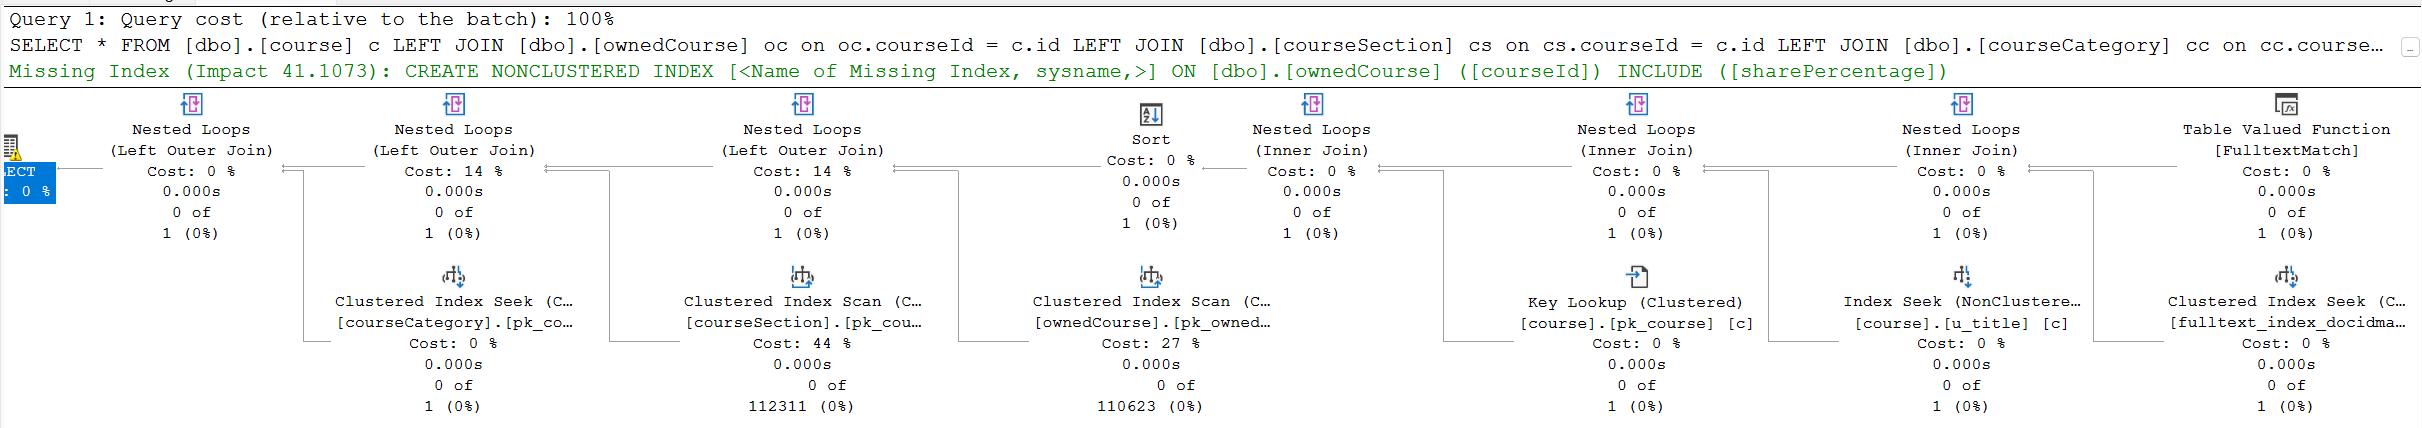 Query 1: Query cost (relative to the batch): 100%
SELECT * FROM [dbo].[course] c LEFT JOIN [dbo].[ownedCourse] oc on oc.courseId = c.id LEFT JOIN [dbo].[courseSection] cs on cs.courseId = c.id LEFT JOIN [dbo].[courseCategory] cc on cc.course…
Missing Index (Impact 41.1073): CREATE NONCLUSTERED INDEX [<Name of Missing Index, sysname,>] ON [dbo].[ownedCourse] ([courseId]) INCLUDE ([sharePercentage])
LECT
: 0 %
Nested Loops
(Left Outer Join)
Cost: 0 %
0.000s
0 of
1 (0%)
Nested Loops
(Left Outer Join)
Cost: 14 %
0.000s
0 of
1 (0%)
Nested Loops
(Left Outer Join)
Cost: 14 %
0.000s
0 of
1 (0%)
Sort
Cost: 0 %
0.000s
0 of
1 (0%)
Nested Loops
(Inner Join)
Cost: 0 %
0.000s
0 of
1 (0%)
Nested Loops
(Inner Join)
Cost: 0 %
0.000s
0 of
1 (0%)
Nested Loops
(Inner Join)
Cost: 0 %
0.000s
0 of
1 (0%)
Table Valued Function
[FulltextMatch]
Cost: 0 %
0.000s
0 of
1 (0%)
Clustered Index Seek (C…
[courseCategory].[pk_co…
Cost: 0 %
0.000s
0 of
1 (0%)
Clustered Index Scan (C…
[courseSection].[pk_cou…
Cost: 44 %
0.000s
0 of
112311 (0%)
Clustered Index Scan (C…
[ownedCourse].[pk_owned…
Cost: 27 %
0.000s
0 of
110623 (0%)
Key Lookup (Clustered)
[course].[pk_course] [c]
Cost: 0 %
0.000s
0 of
1 (0%)
Index Seek (NonClustere…
[course].[u_title] [c]
Cost: 0 %
0.000s
0 of
1 (0%)
Clustered Index Seek (C…
[fulltext_index_docidma…
Cost: 0 %
0.000s
0 of
1 (0%)